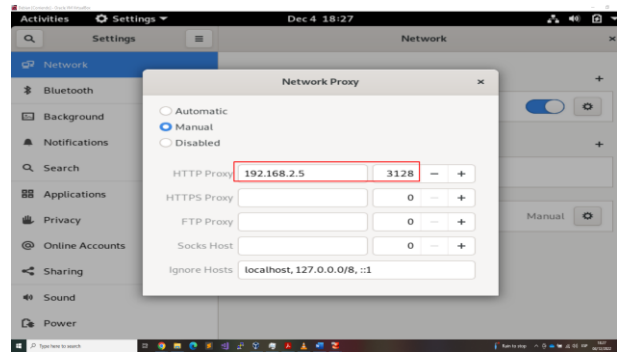 Activities Settings Dec 4 18:27
Settings
Network
Network
Bluetooth
Background
Notifications
Search
Applications
Privacy
Online Accounts
Sharing
Sound
Power
Network Proxy
Automatic
Manual
Disabled
HTTP Proxy 192.168.2.5 3128 − +
HTTPS Proxy 0 − +
FTP Proxy 0 − +
Socks Host 0 − +
Ignore Hosts localhost, 127.0.0.0/8, ::1
Manual
Type here to search